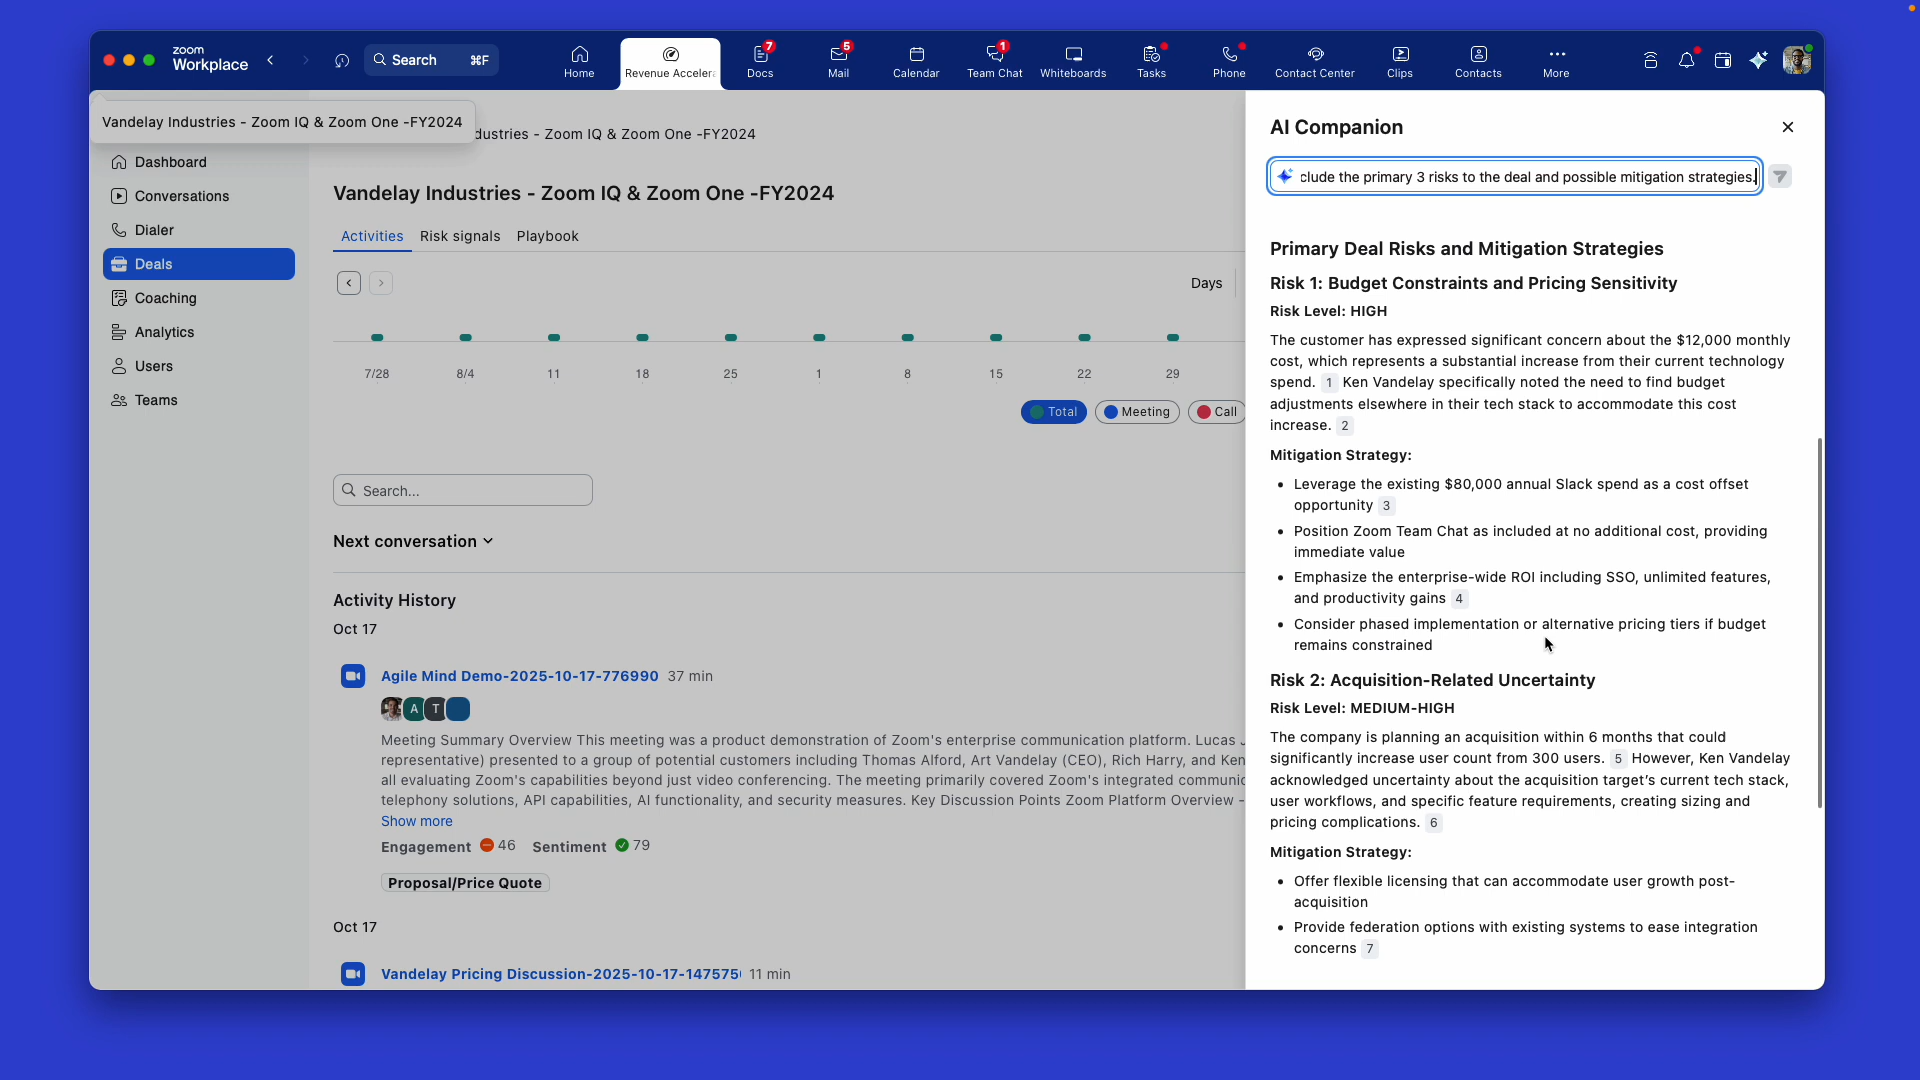 zoom
Workplace
Search ⌘F
Home
Revenue Accelera
7
Docs
5
Mail
Calendar
1
Team Chat
Whiteboards
Tasks
Phone
Contact Center
Clips
Contacts
More
Vandelay Industries - Zoom IQ & Zoom One -FY2024
dustries - Zoom IQ & Zoom One -FY2024
Dashboard
Conversations
Dialer
Deals
Coaching
Analytics
Users
Teams
Vandelay Industries - Zoom IQ & Zoom One -FY2024
Activities Risk signals Playbook
Days
7/28 8/4 11 18 25 1 8 15 22 29
Total Meeting Call
Search...
Next conversation
Activity History
Oct 17
Agile Mind Demo-2025-10-17-776990 37 min
A T
Meeting Summary Overview This meeting was a product demonstration of Zoom's enterprise communication platform. Lucas J
representative) presented to a group of potential customers including Thomas Alford, Art Vandelay (CEO), Rich Harry, and Ken
all evaluating Zoom's capabilities beyond just video conferencing. The meeting primarily covered Zoom's integrated communic
telephony solutions, API capabilities, AI functionality, and security measures. Key Discussion Points Zoom Platform Overview -
Show more
Engagement 46 Sentiment 79
Proposal/Price Quote
Oct 17
Vandelay Pricing Discussion-2025-10-17-147575 11 min
AI Companion
clude the primary 3 risks to the deal and possible mitigation strategies.
Primary Deal Risks and Mitigation Strategies
Risk 1: Budget Constraints and Pricing Sensitivity
Risk Level: HIGH
The customer has expressed significant concern about the $12,000 monthly
cost, which represents a substantial increase from their current technology
spend. 1 Ken Vandelay specifically noted the need to find budget
adjustments elsewhere in their tech stack to accommodate this cost
increase. 2
Mitigation Strategy:
• Leverage the existing $80,000 annual Slack spend as a cost offset
opportunity 3
• Position Zoom Team Chat as included at no additional cost, providing
immediate value
• Emphasize the enterprise-wide ROI including SSO, unlimited features,
and productivity gains 4
• Consider phased implementation or alternative pricing tiers if budget
remains constrained
Risk 2: Acquisition-Related Uncertainty
Risk Level: MEDIUM-HIGH
The company is planning an acquisition within 6 months that could
significantly increase user count from 300 users. 5 However, Ken Vandelay
acknowledged uncertainty about the acquisition target's current tech stack,
user workflows, and specific feature requirements, creating sizing and
pricing complications. 6
Mitigation Strategy:
• Offer flexible licensing that can accommodate user growth post-
acquisition
• Provide federation options with existing systems to ease integration
concerns 7